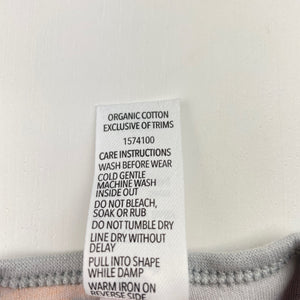 ORGANIC COTTON
EXCLUSIVE OF TRIMS
1574100
CARE INSTRUCTIONS
WASH BEFORE WEAR
COLD GENTLE
MACHINE WASH
INSIDE OUT
DO NOT BLEACH,
SOAK OR RUB
DO NOT TUMBLE DRY
LINE DRY WITHOUT
DELAY
PULL INTO SHAPE
WHILE DAMP
WARM IRON ON
REVERSE SIDE